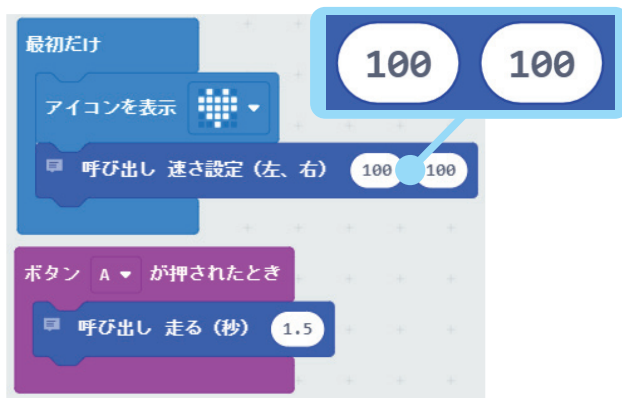 最初だけ
アイコンを表示
呼び出し 速さ設定（左、右） 100 100
100 100
ボタン A が押されたとき
呼び出し 走る（秒） 1.5